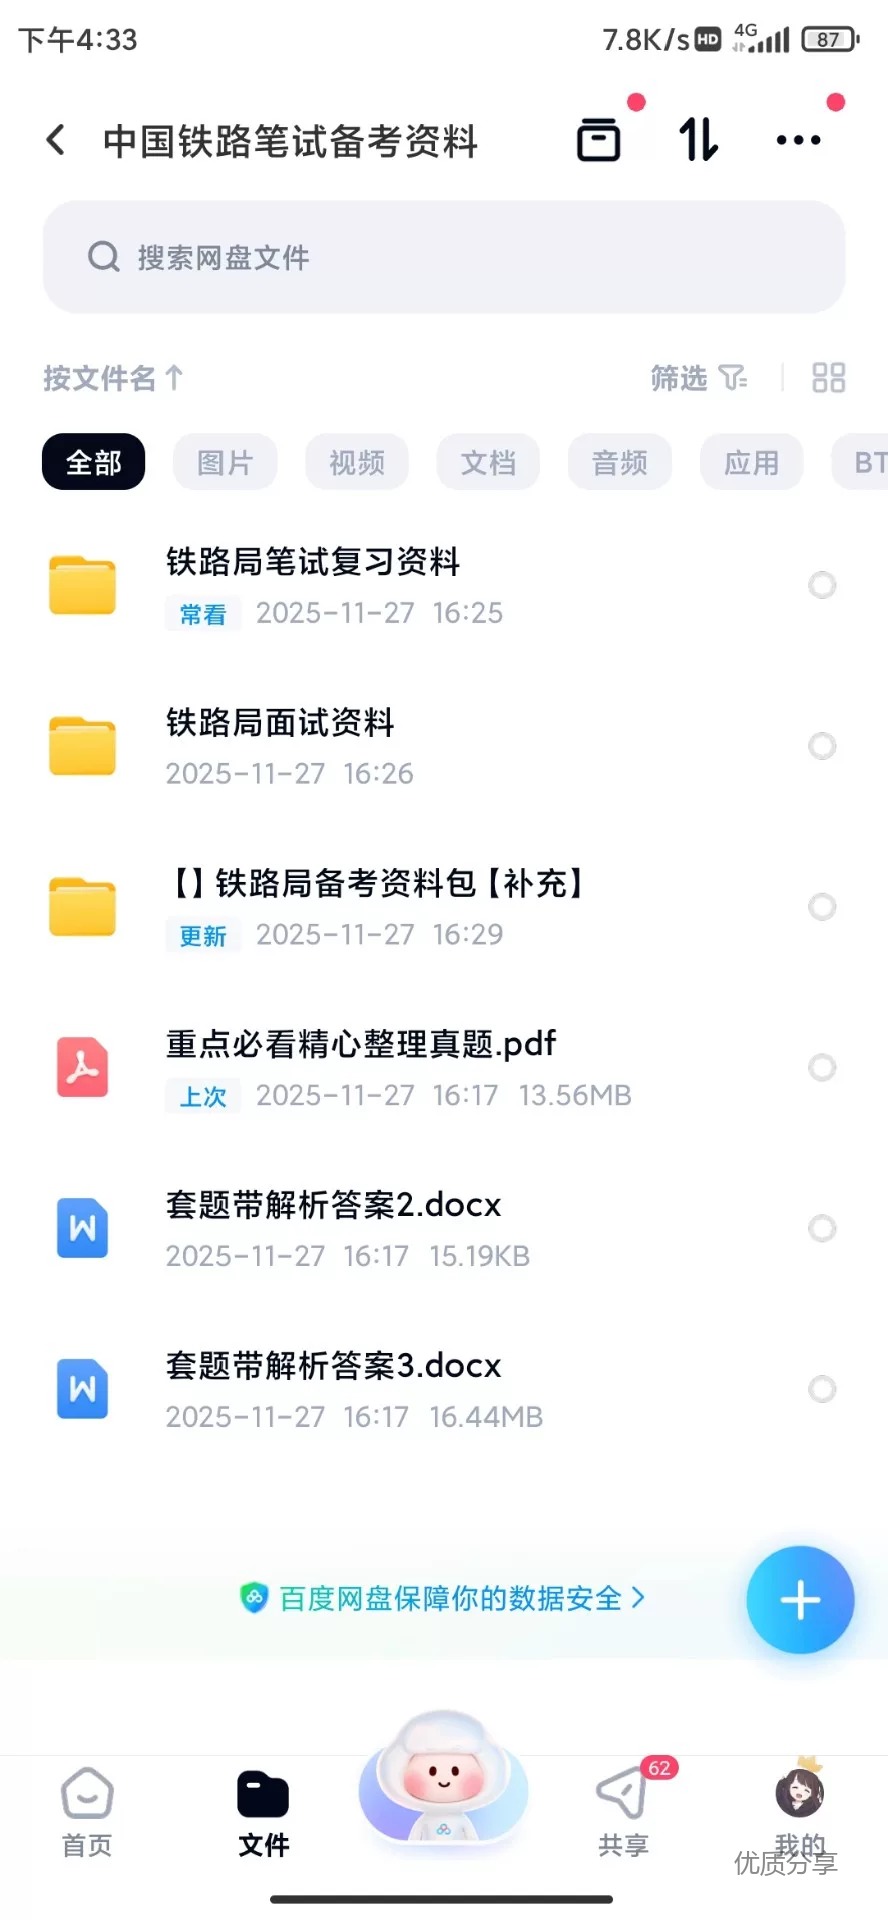 下午4:33
7.8K/s HD 4G 87
中国铁路笔试备考资料
搜索网盘文件
按文件名↑ 筛选
全部 图片 视频 文档 音频 应用 BT
铁路局笔试复习资料
常看 2025-11-27 16:25
铁路局面试资料
2025-11-27 16:26
【】铁路局备考资料包【补充】
更新 2025-11-27 16:29
重点必看精心整理真题.pdf
上次 2025-11-27 16:17 13.56MB
套题带解析答案2.docx
2025-11-27 16:17 15.19KB
套题带解析答案3.docx
2025-11-27 16:17 16.44MB
百度网盘保障你的数据安全
62
首页 文件 共享 我的
优质分享